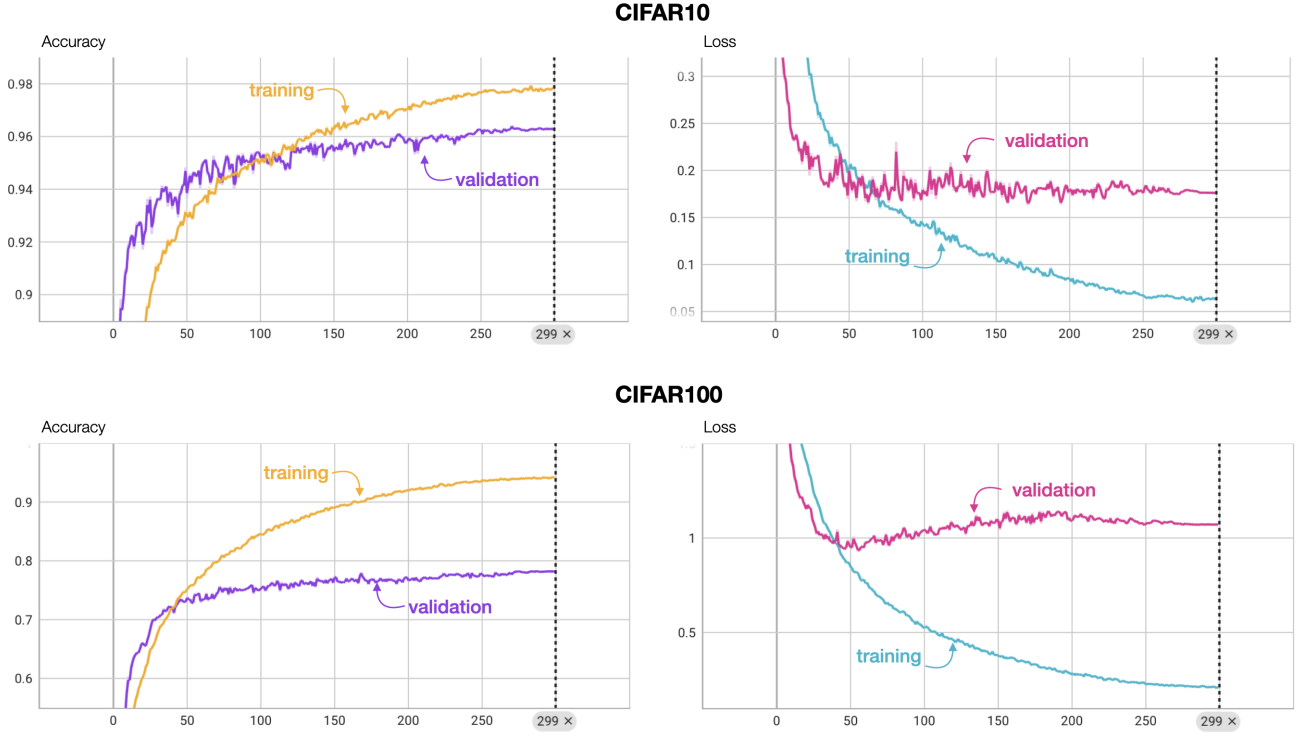 CIFAR10
Accuracy
Loss
0.98
0.96
0.94
0.92
0.9
training
validation
0 50 100 150 200 250 299 ×
0.3
0.25
0.2
0.15
0.1
0.05
validation
training
0 50 100 150 200 250 299 ×
CIFAR100
Accuracy
Loss
0.9
0.8
0.7
0.6
training
validation
0 50 100 150 200 250 299 ×
1
0.5
validation
training
0 50 100 150 200 250 299 ×